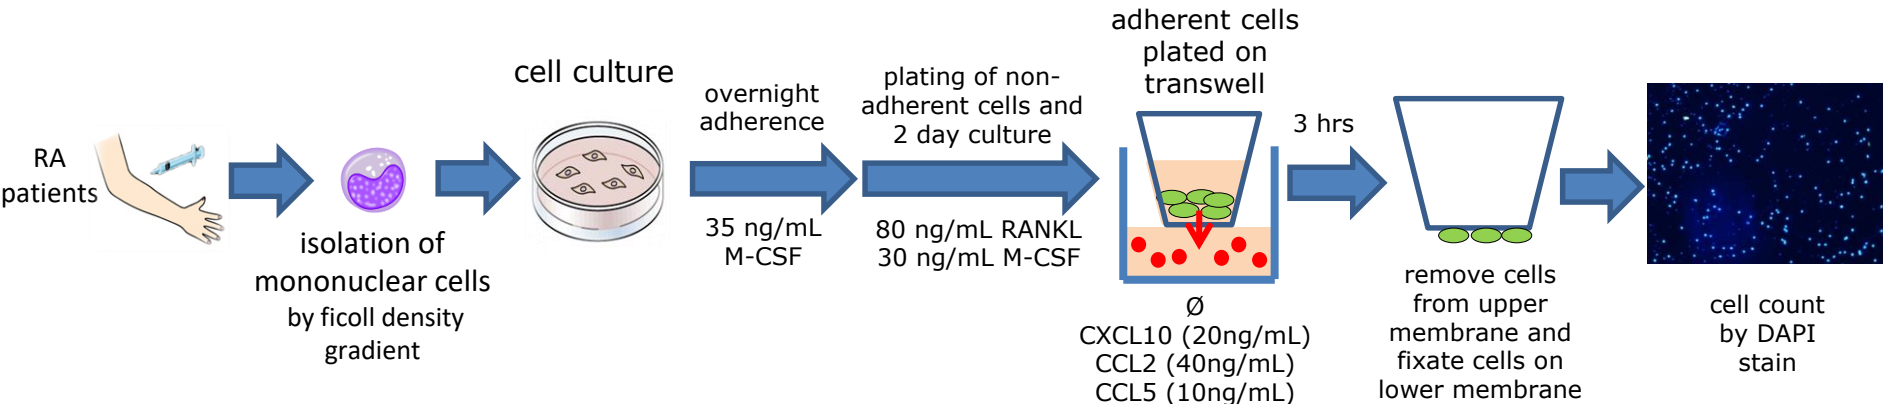 RA
patients
isolation of
mononuclear cells
by ficoll density
gradient
cell culture
overnight
adherence
35 ng/mL
M-CSF
plating of non-
adherent cells and
2 day culture
80 ng/mL RANKL
30 ng/mL M-CSF
adherent cells
plated on
transwell
Ø
CXCL10 (20ng/mL)
CCL2 (40ng/mL)
CCL5 (10ng/mL)
3 hrs
remove cells
from upper
membrane and
fixate cells on
lower membrane
cell count
by DAPI
stain